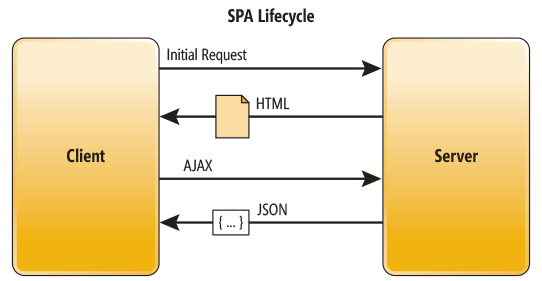 SPA Lifecycle
Initial Request
HTML
Client
Server
AJAX
JSON
{ ... }